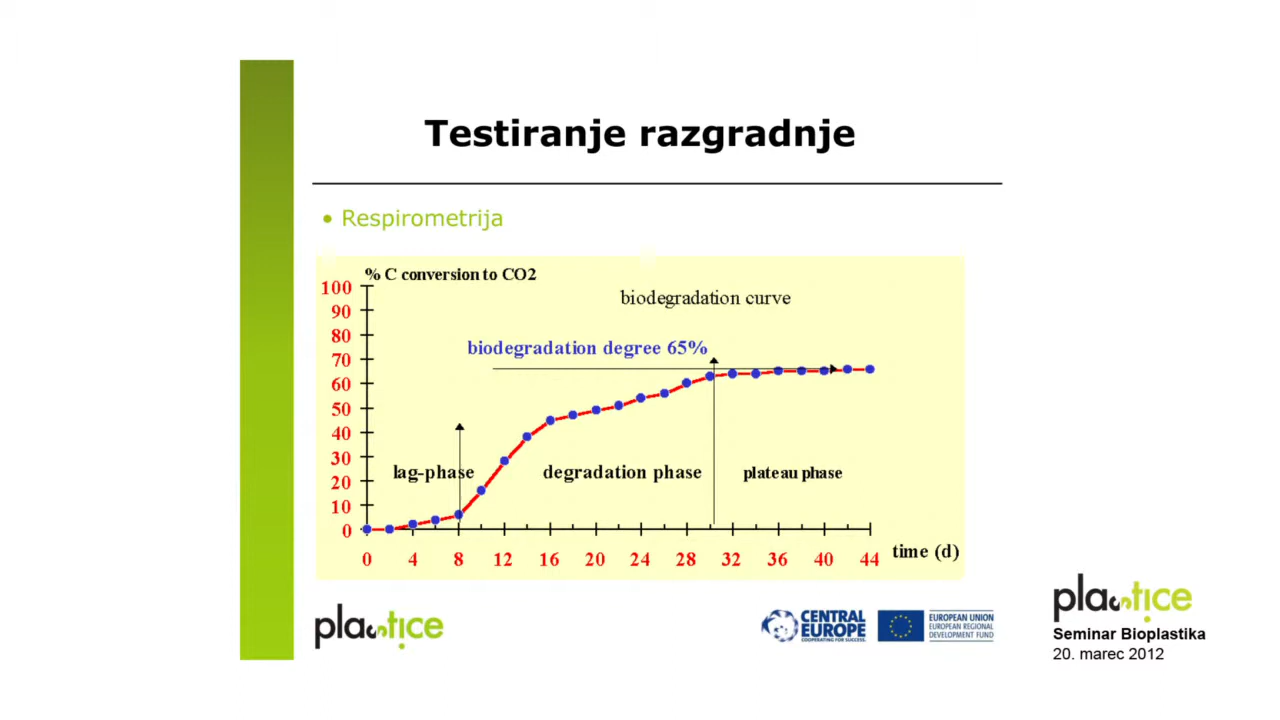 Testiranje razgradnje
• Respirometrija
% C conversion to CO2
biodegradation curve
biodegradation degree 65%
100
90
80
70
60
50
40
30
20
10
0
lag-phase
degradation phase
plateau phase
0 4 8 12 16 20 24 28 32 36 40 44
time (d)
plastice
CENTRAL
EUROPE
COOPERATING FOR SUCCESS.
EUROPEAN UNION
EUROPEAN REGIONAL
DEVELOPMENT FUND
plastice
Seminar Bioplastika
20. marec 2012